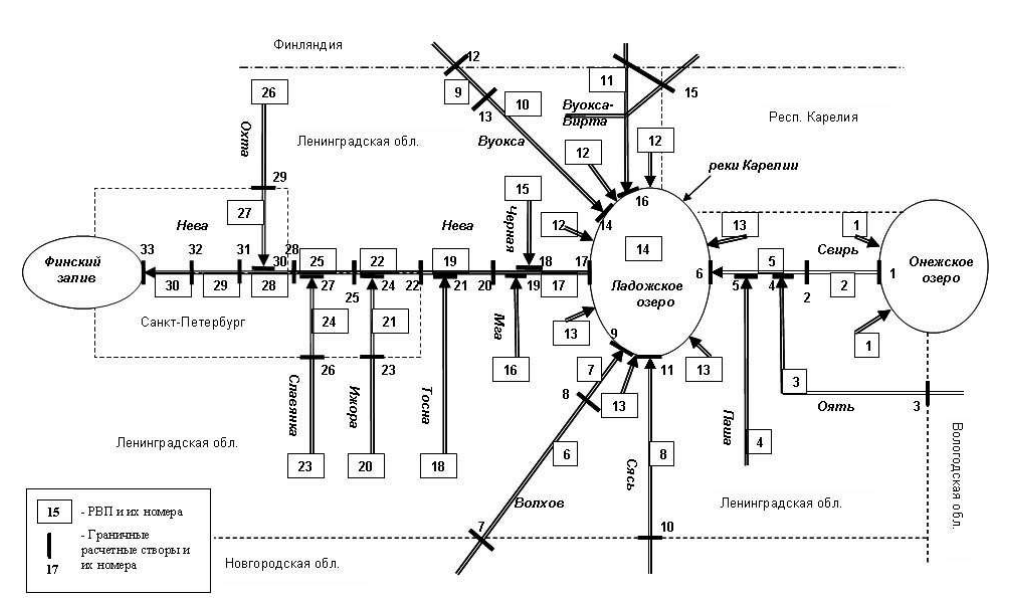 Финляндия
12
9
10
13
Вуокса
11
15
Вуокса-
Вирта
Респ. Карелия
12
12
реки Карелии
16
14
26
Охта
Ленинградская обл.
29
27
15
Черная
12
13
1
Нева
Нева
14
Свирь
Финский
запив
33
32
31
30
28
25
22
19
18
17
Ладожское
озеро
6
5
1
Онежское
озеро
30
29
28
27
24
22
20
21
19
17
5
4
2
2
25
Санкт-Петербург
24
21
Мга
13
9
1
26
23
16
8
7
13
11
13
3
3
Славянка
Ижора
Тосна
Паша
Оять
4
Ленинградская обл.
6
Сясь
8
Вологодская обл.
23
20
18
Волхов
Ленинградская обл.
7
10
Новгородская обл.
15
- РВП и их номера
- Граничные
расчетные створы и
их номера
17